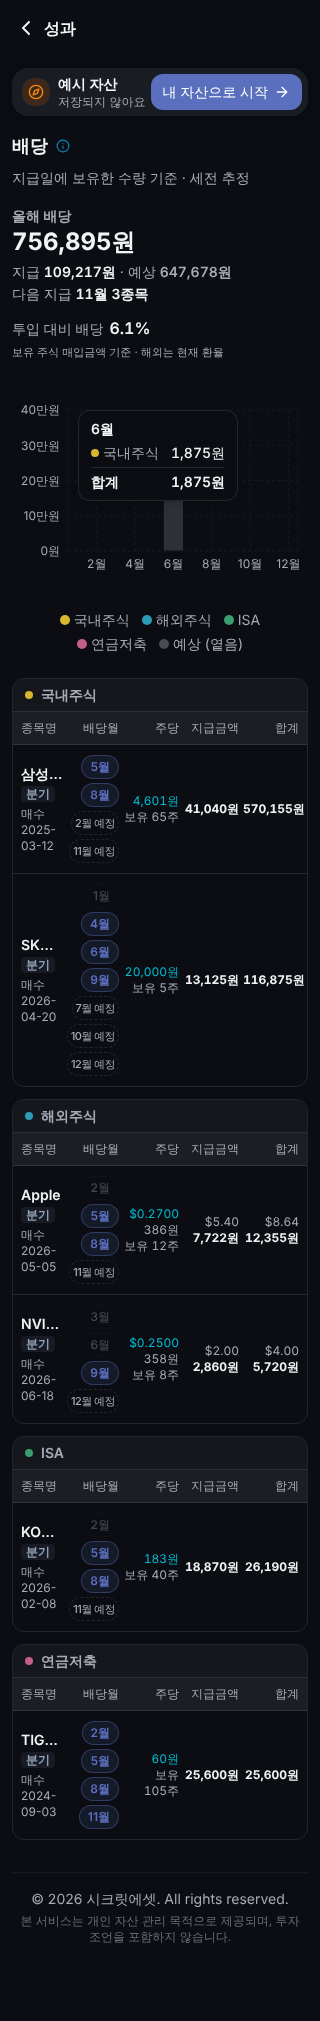 성과
예시 자산
저장되지 않아요
내 자산으로 시작 →
배당
지급일에 보유한 수량 기준 · 세전 추정
올해 배당
756,895원
지급 109,217원 · 예상 647,678원
다음 지급 11월 3종목
투입 대비 배당 6.1%
보유 주식 매입금액 기준 · 해외는 현재 환율
40만원
30만원
20만원
10만원
0원
6월
국내주식 1,875원
합계 1,875원
2월 4월 6월 8월 10월 12월
국내주식 해외주식 ISA
연금저축 예상 (옅음)
국내주식
종목명 배당월 주당 지급금액 합계
삼성...
분기
매수
2025-
03-12
5월
8월
2월 예정
11월 예정
4,601원
보유 65주
41,040원 570,155원
SK...
분기
매수
2026-
04-20
1월
4월
6월
9월
7월 예정
10월 예정
12월 예정
20,000원
보유 5주
13,125원 116,875원
해외주식
종목명 배당월 주당 지급금액 합계
Apple
분기
매수
2026-
05-05
2월
5월
8월
11월 예정
$0.2700
386원
보유 12주
$5.40
7,722원
$8.64
12,355원
NVI...
분기
매수
2026-
06-18
3월
6월
9월
12월 예정
$0.2500
358원
보유 8주
$2.00
2,860원
$4.00
5,720원
ISA
종목명 배당월 주당 지급금액 합계
KO...
분기
매수
2026-
02-08
2월
5월
8월
11월 예정
183원
보유 40주
18,870원 26,190원
연금저축
종목명 배당월 주당 지급금액 합계
TIG...
분기
매수
2024-
09-03
2월
5월
8월
11월
60원
보유
105주
25,600원 25,600원
© 2026 시크릿에셋. All rights reserved.
본 서비스는 개인 자산 관리 목적으로 제공되며, 투자
조언을 포함하지 않습니다.